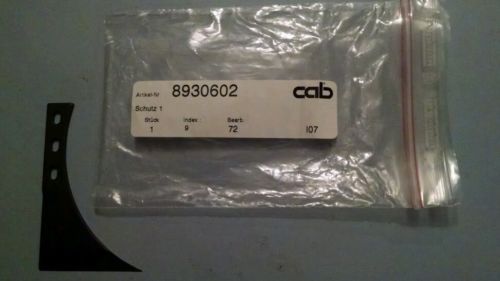 Artikel-Nr 8930602 cab
Schutz 1
Stück Index : Bearb.
1 9 72 I07